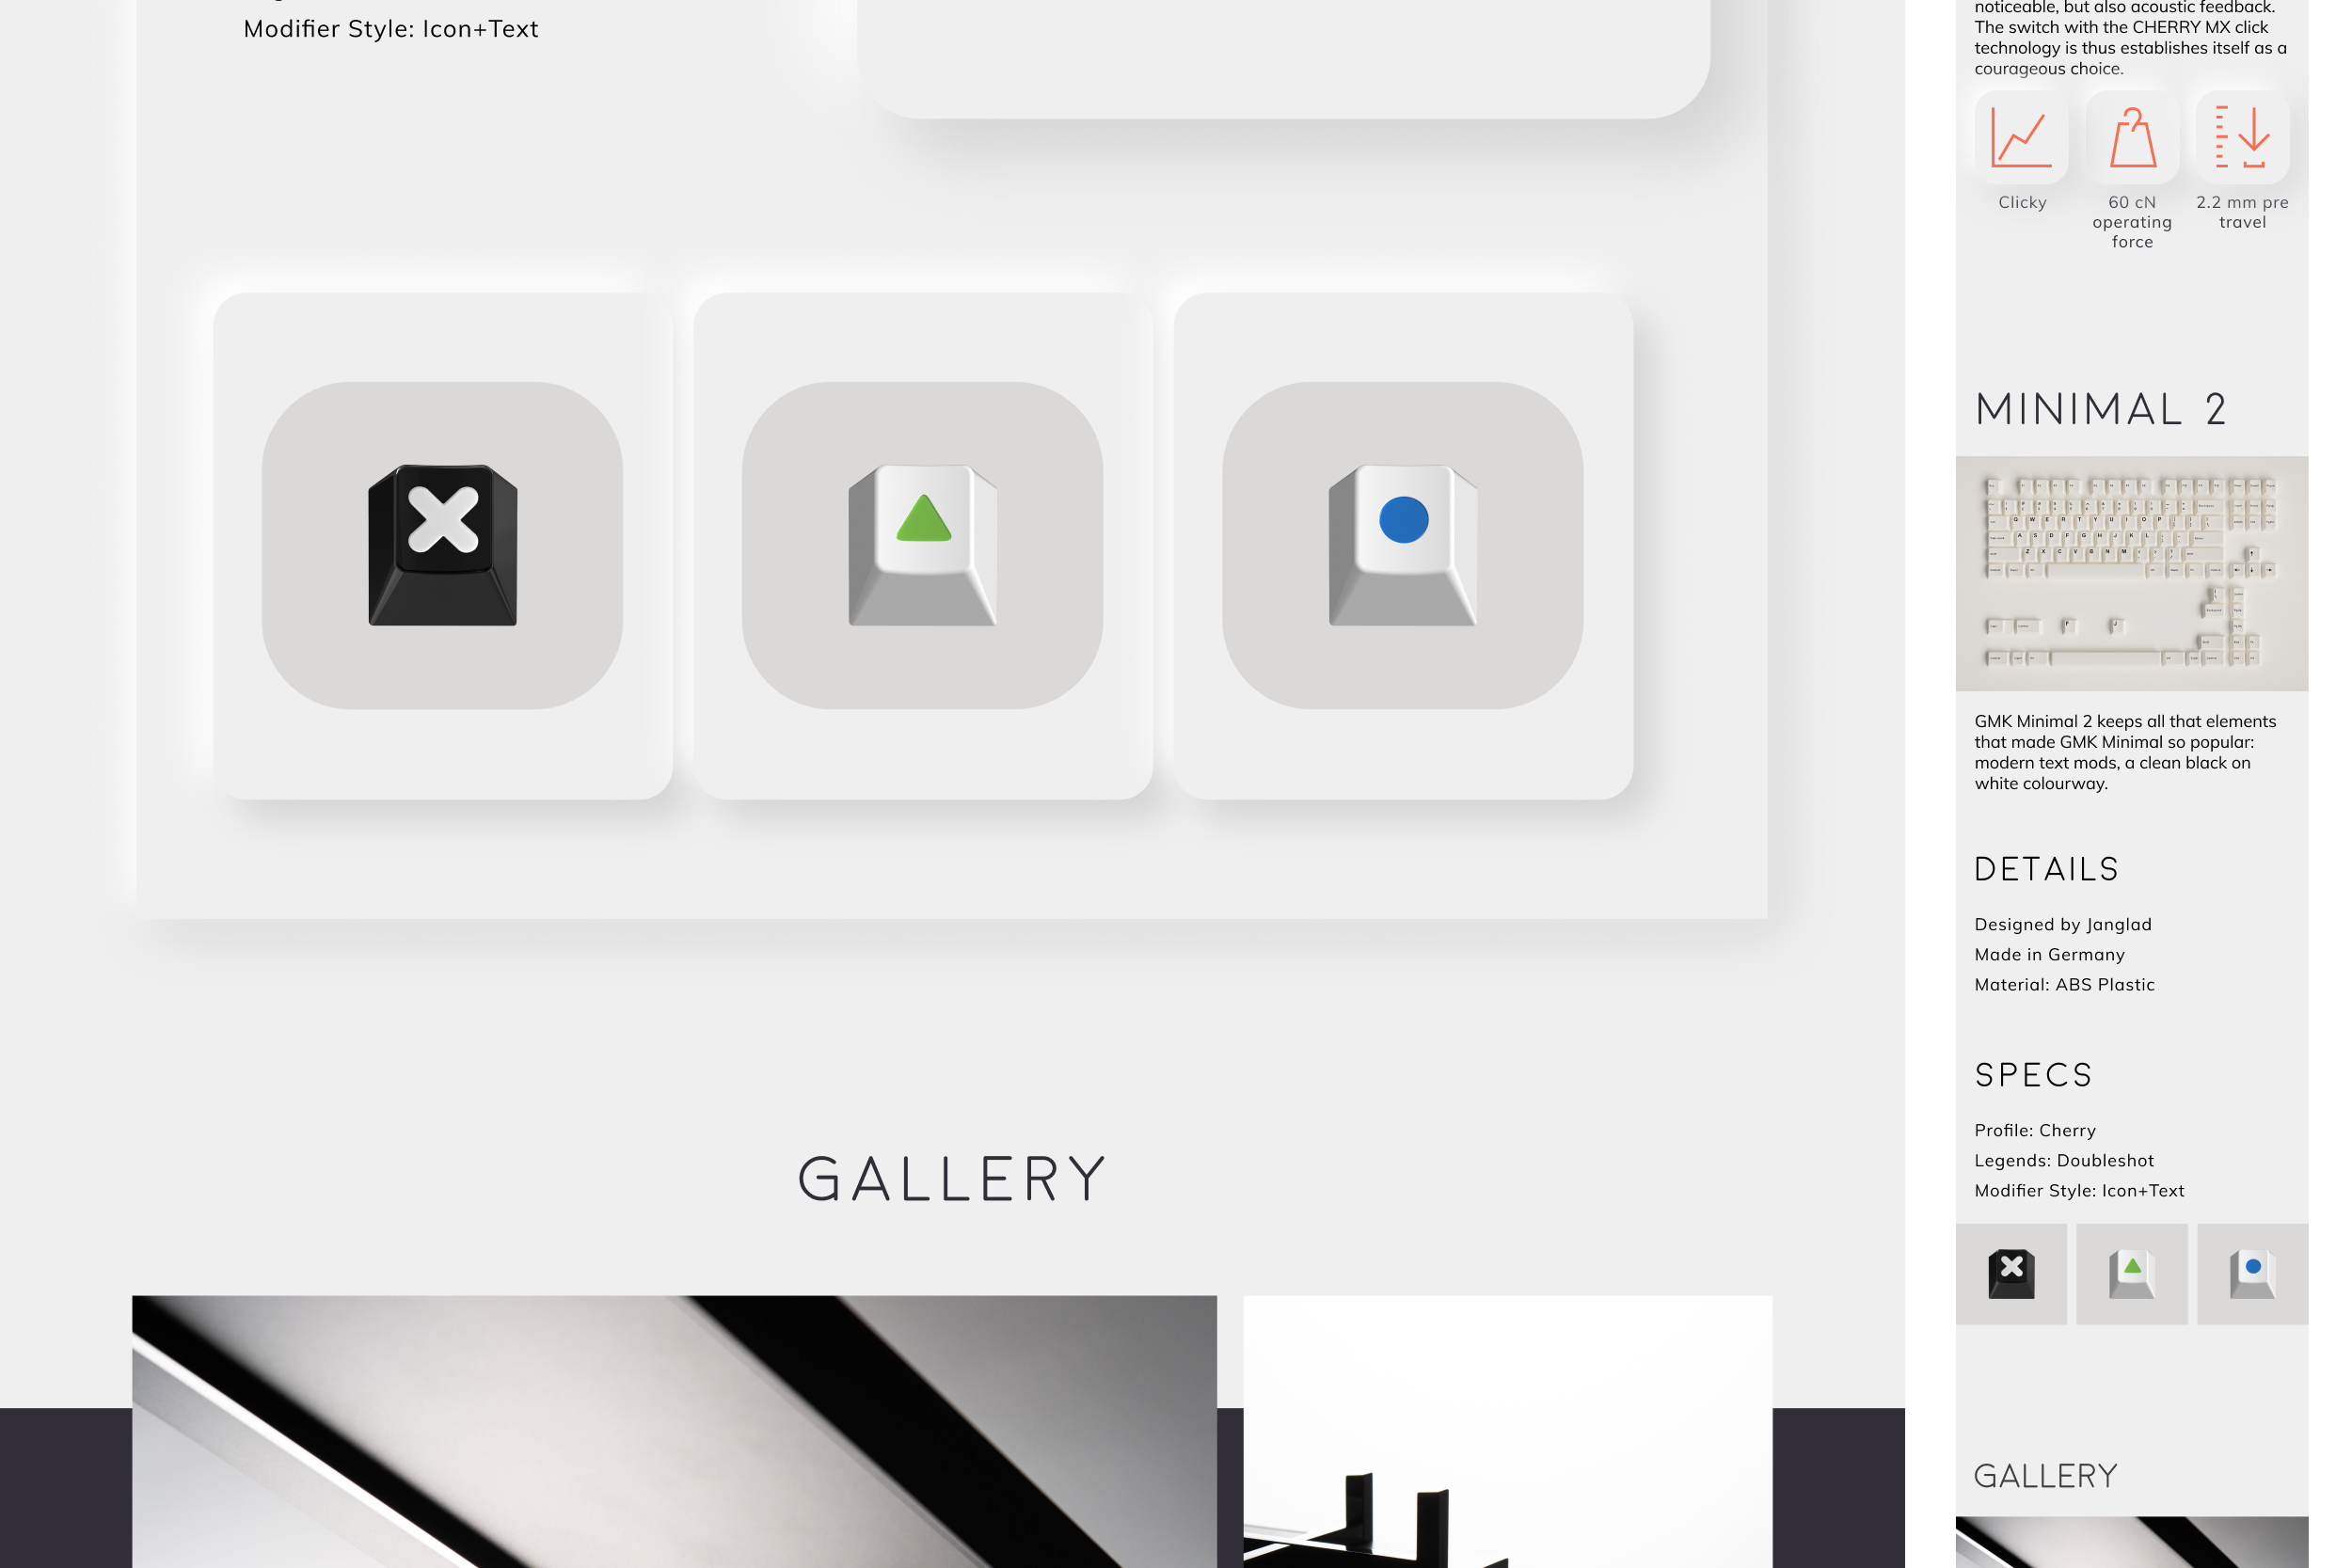 Modifier Style: Icon+Text
GALLERY
noticeable, but also acoustic feedback.
The switch with the CHERRY MX click
technology is thus establishes itself as a
courageous choice.
Clicky
60 cN
operating
force
2.2 mm pre
travel
MINIMAL 2
Q W E R T Y U I O P
A S D F G H J K L
Z X C V B N M
F J
GMK Minimal 2 keeps all that elements
that made GMK Minimal so popular:
modern text mods, a clean black on
white colourway.
DETAILS
Designed by Janglad
Made in Germany
Material: ABS Plastic
SPECS
Profile: Cherry
Legends: Doubleshot
Modifier Style: Icon+Text
GALLERY